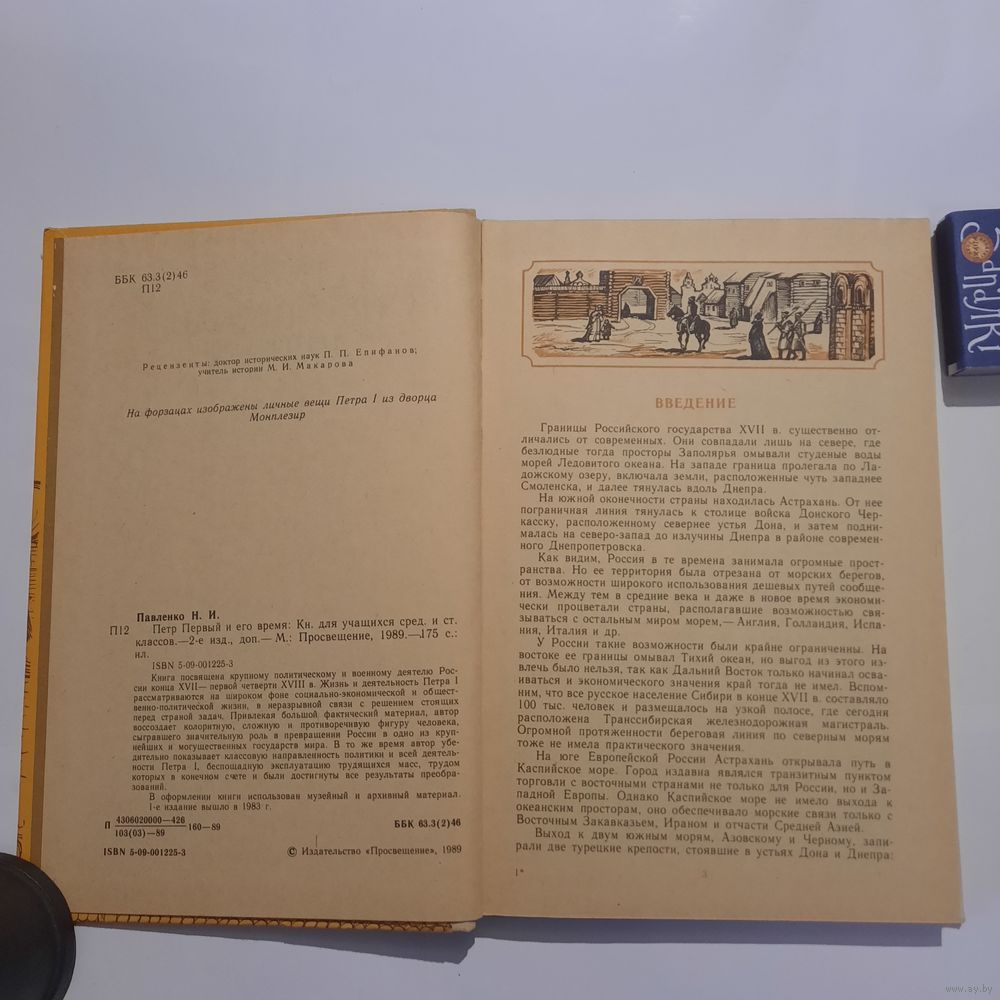 ББК 63.3(2)46
П12
Рецензенты: доктор исторических наук П. П. Епифанов;
учитель истории М. И. Макарова
На форзацах изображены личные вещи Петра I из дворца
Монплезир
Павленко Н. И.
П12 Петр Первый и его время: Кн. для учащихся сред. и ст.
классов.—2-е изд., доп.— М.: Просвещение, 1989.—175 с.:
ил.
ISBN 5-09-001225-3
Книга посвящена крупному политическому и военному деятелю Рос-
сии конца XVII— первой четверти XVIII в. Жизнь и деятельность Петра I
рассматриваются на широком фоне социально-экономической и общест-
венно-политической жизни, в неразрывной связи с решением стоящих
перед страной задач. Привлекая большой фактический материал, автор
воссоздает колоритную, сложную и противоречивую фигуру человека,
сыгравшего значительную роль в превращении России в одно из круп-
нейших и могущественных государств мира. В то же время автор убе-
дительно показывает классовую направленность политики и всей деятель-
ности Петра I, беспощадную эксплуатацию трудящихся масс, трудом
которых в конечном счете и были достигнуты все результаты преобра-
зований.
В оформлении книги использован музейный и архивный материал.
1-е издание вышло в 1983 г.
П 4306020000—426
103(03)—89
160—89
ББК 63.3(2)46
ISBN 5-09-001225-3
© Издательство «Просвещение», 1989
ВВЕДЕНИЕ
Границы Российского государства XVII в. существенно от-
личались от современных. Они совпадали лишь на севере, где
безлюдные тогда просторы Заполярья омывали студеные воды
морей Ледовитого океана. На западе граница пролегала по Ла-
дожскому озеру, включала земли, расположенные чуть западнее
Смоленска, и далее тянулась вдоль Днепра.
На южной оконечности страны находилась Астрахань. От нее
пограничная линия тянулась к столице войска Донского Чер-
касску, расположенному севернее устья Дона, и затем подни-
малась на северо-запад до излучины Днепра в районе современ-
ного Днепропетровска.
Как видим, Россия в те времена занимала огромные прост-
ранства. Но ее территория была отрезана от морских берегов,
от возможности широкого использования дешевых путей сообще-
ния. Между тем в средние века и даже в новое время экономи-
чески процветали страны, располагавшие возможностью свя-
зываться с остальным миром морем,— Англия, Голландия, Испа-
ния, Италия и др.
У России такие возможности были крайне ограниченны. На
востоке ее границы омывал Тихий океан, но выгод из этого из-
влечь было нельзя, так как Дальний Восток только начинал осва-
иваться и экономического значения край тогда не имел. Вспом-
ним, что все русское население Сибири в конце XVII в. составляло
100 тыс. человек и размещалось на узкой полосе, где сегодня
расположена Транссибирская железнодорожная магистраль.
Огромной протяженности береговая линия по северным морям
тоже не имела практического значения.
На юге Европейской России Астрахань открывала путь в
Каспийское море. Город издавна являлся транзитным пунктом
торговли с восточными странами не только для России, но и За-
падной Европы. Однако Каспийское море не имело выхода к
океанским просторам, оно обеспечивало морские связи только с
Восточным Закавказьем, Ираном и отчасти Средней Азией.
Выход к двум южным морям, Азовскому и Черному, запи-
рали две турецкие крепости, стоявшие в устьях Дона и Днепра:
1*
3
www.ay.by